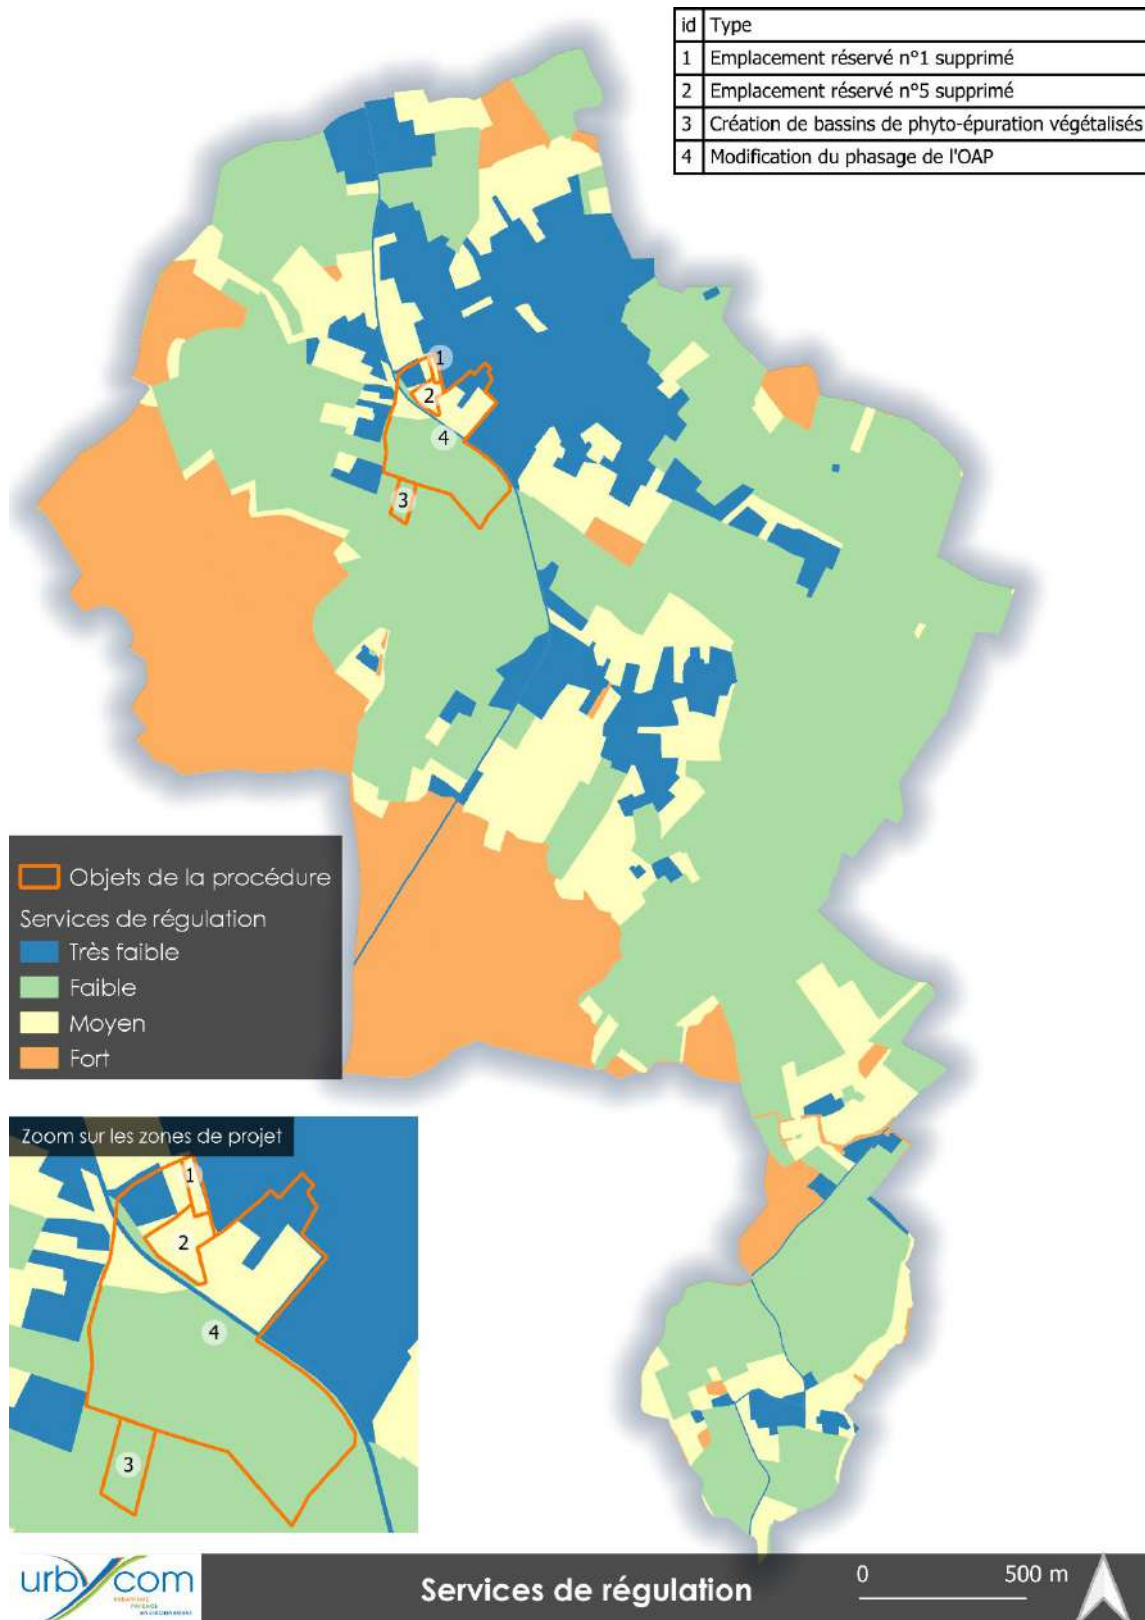 id Type
1 Emplacement réservé n°1 supprimé
2 Emplacement réservé n°5 supprimé
3 Création de bassins de phyto-épuration végétalisés
4 Modification du phasage de l'OAP
1
2
4
3
Objets de la procédure
Services de régulation
Très faible
Faible
Moyen
Fort
Zoom sur les zones de projet
1
2
4
3
urbycom
URBANISME
PAYSAGE
ENVIRONNEMENT
Services de régulation
0 500 m